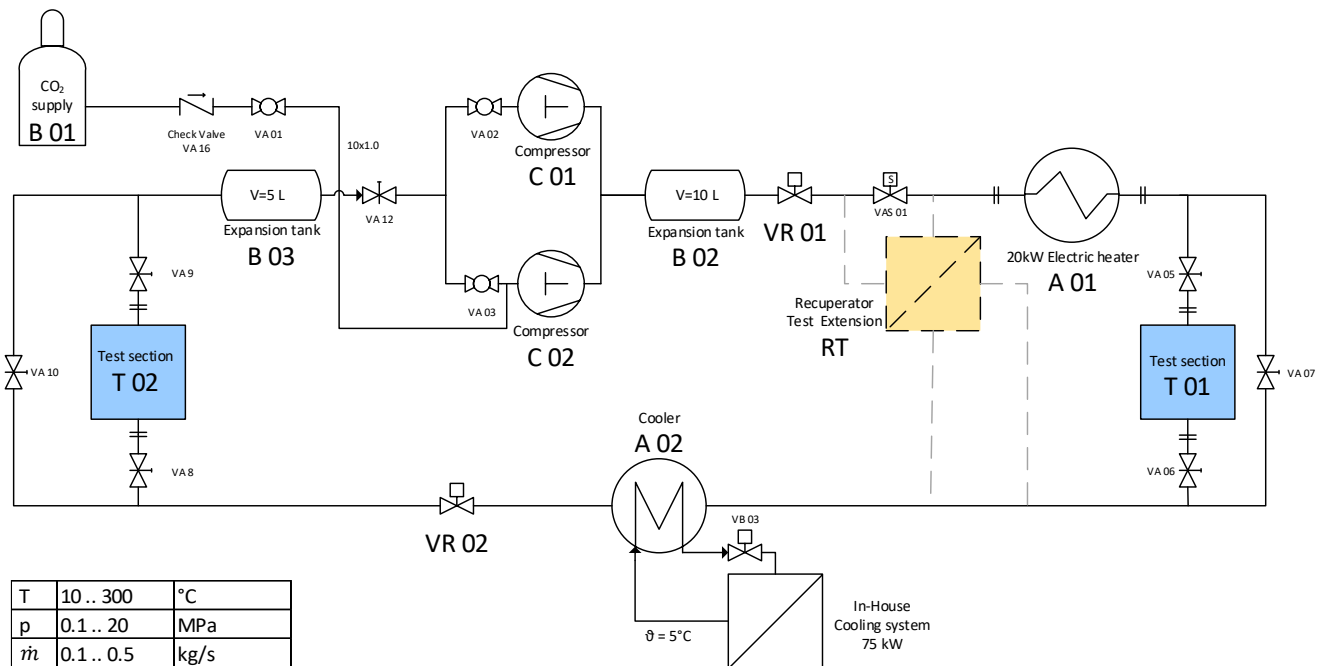 CO₂
supply
B 01
Check Valve
VA 16
VA 01
10x1.0
VA 02
Compressor
C 01
V=5 L
Expansion tank
B 03
VA 12
V=10 L
Expansion tank
B 02
VR 01
S
VAS 01
20kW Electric heater
A 01
VA 03
Compressor
C 02
Recuperator
Test Extension
RT
VA 9
VA 05
Test section
T 02
VA 10
VA 8
Test section
T 01
VA 07
VA 06
Cooler
A 02
VR 02
VB 03
ϑ = 5°C
In-House
Cooling system
75 kW
T 10 .. 300 °C
p 0.1 .. 20 MPa
ṁ 0.1 .. 0.5 kg/s